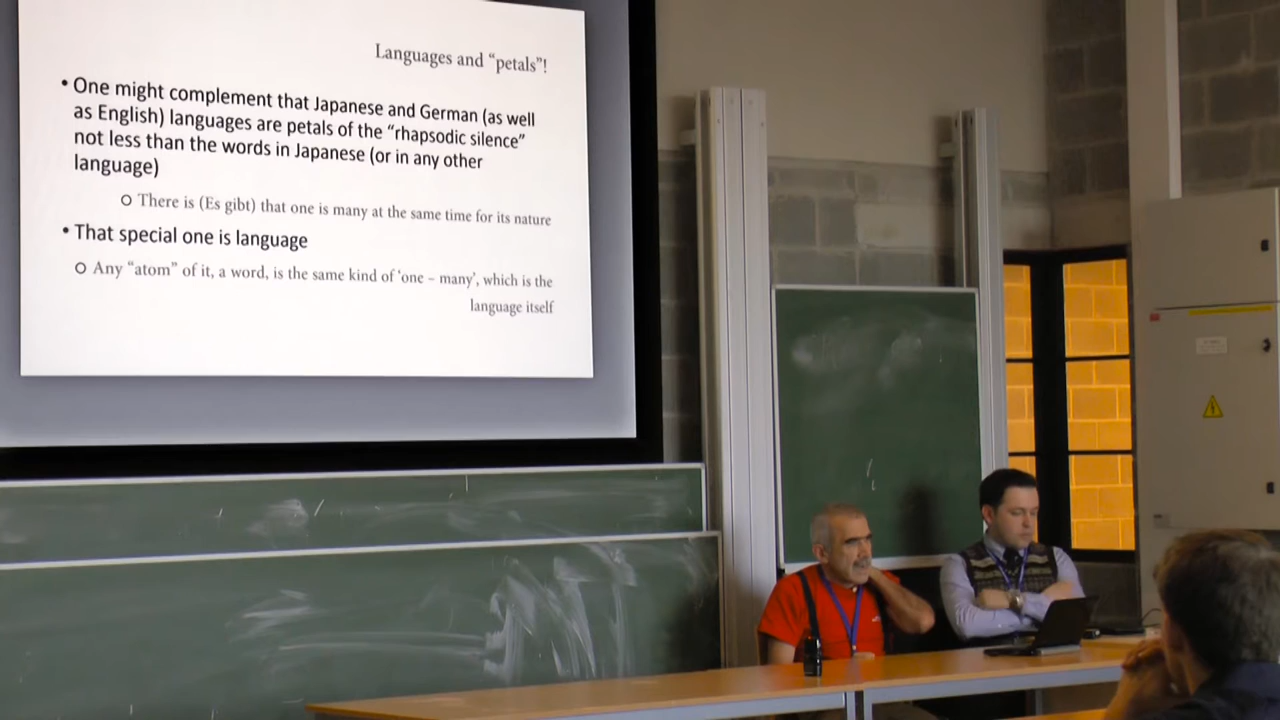 Languages and “petals”!
• One might complement that Japanese and German (as well
as English) languages are petals of the “rhapsodic silence”
not less than the words in Japanese (or in any other
language)
○ There is (Es gibt) that one is many at the same time for its nature
• That special one is language
○ Any “atom” of it, a word, is the same kind of ‘one – many’, which is the
language itself